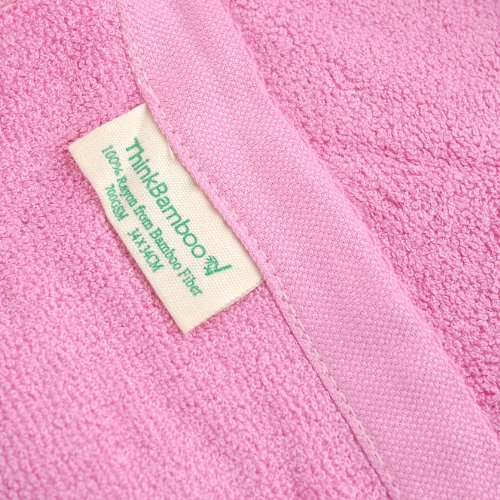 ThinkBamboo
100% Rayon from Bamboo Fiber
700GSM 34X34CM